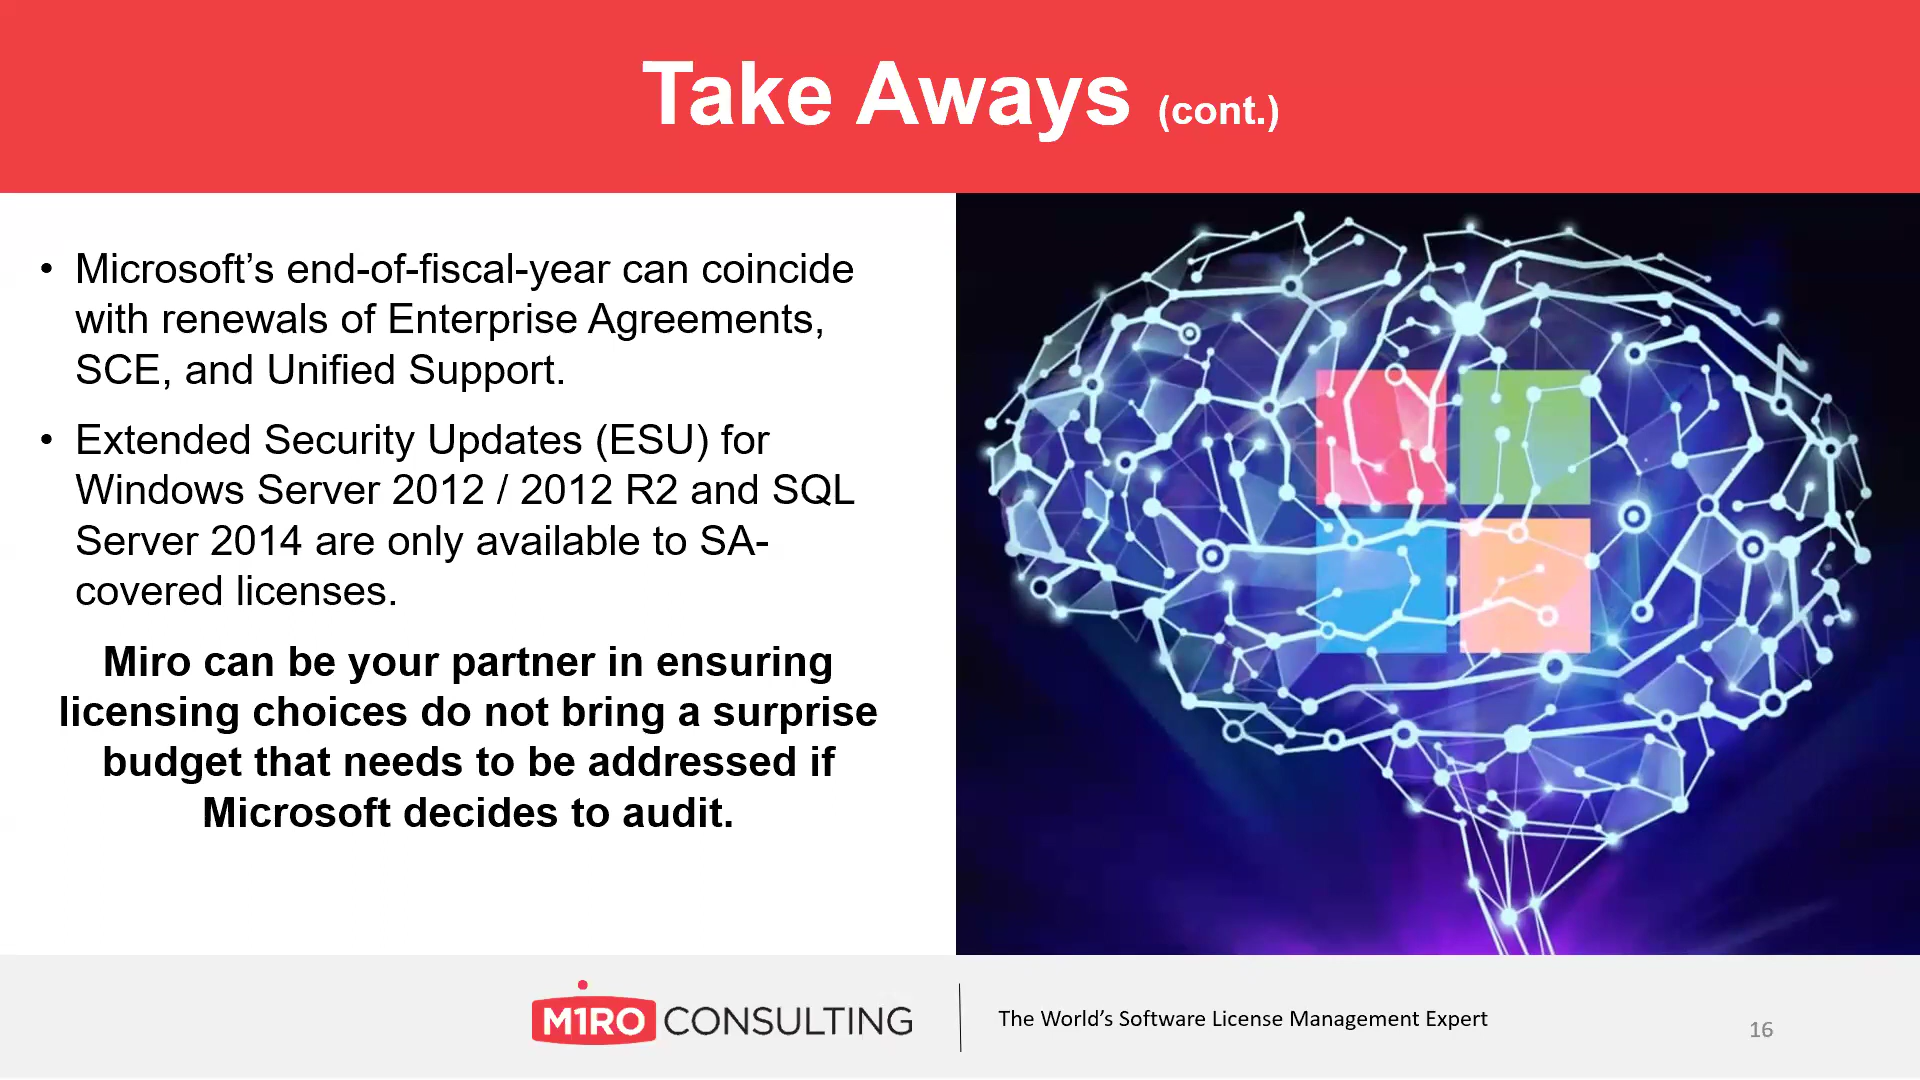 Take Aways (cont.)
• Microsoft’s end-of-fiscal-year can coincide
with renewals of Enterprise Agreements,
SCE, and Unified Support.
• Extended Security Updates (ESU) for
Windows Server 2012 / 2012 R2 and SQL
Server 2014 are only available to SA-
covered licenses.
Miro can be your partner in ensuring
licensing choices do not bring a surprise
budget that needs to be addressed if
Microsoft decides to audit.
MIRO CONSULTING
The World’s Software License Management Expert
16